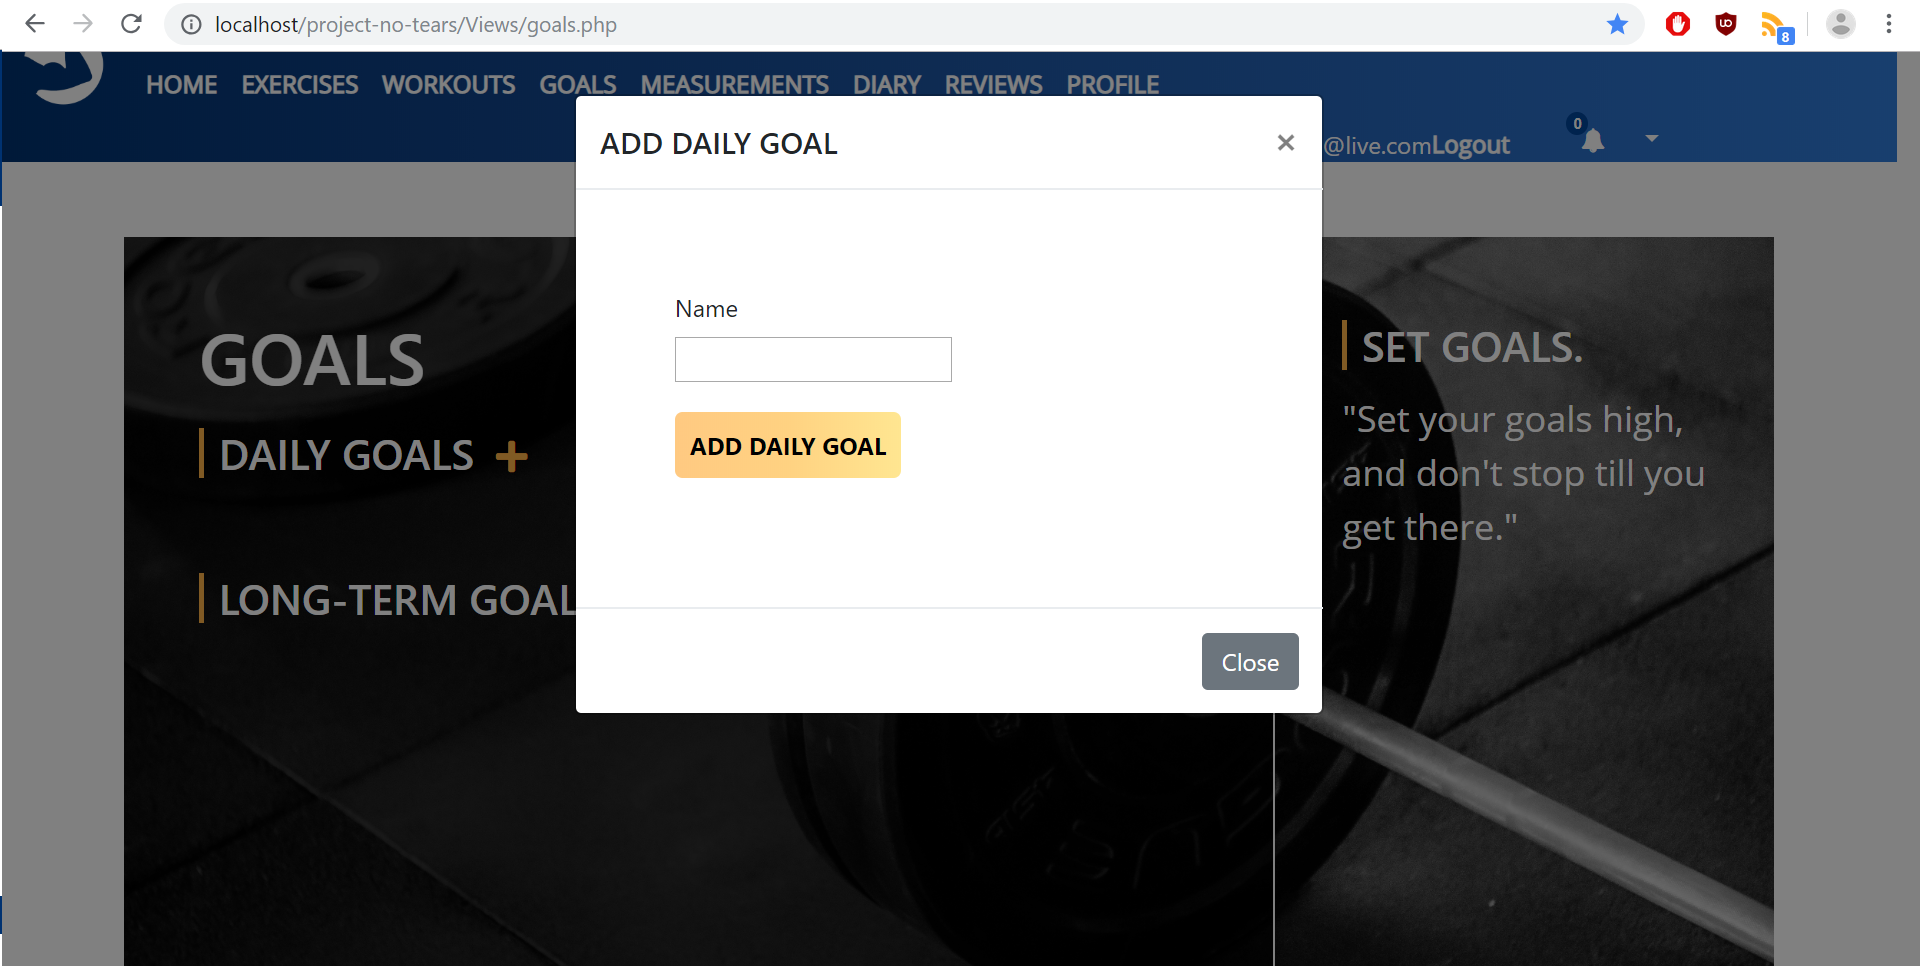 localhost/project-no-tears/Views/goals.php
8
HOME EXERCISES WORKOUTS GOALS MEASUREMENTS DIARY REVIEWS PROFILE
@live.comLogout
0
ADD DAILY GOAL
×
Name
ADD DAILY GOAL
Close
GOALS
DAILY GOALS +
LONG-TERM GOAL
SET GOALS.
"Set your goals high,
and don't stop till you
get there."